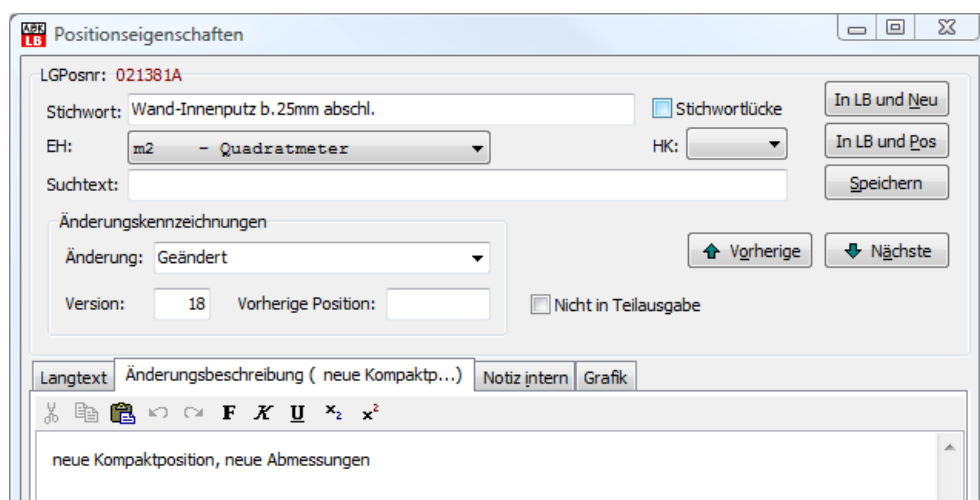 ABK
LB
Positionseigenschaften
LGPosnr: 021381A
Stichwort: Wand-Innenputz b.25mm abschl.
Stichwortlücke
In LB und Neu
EH: m2 - Quadratmeter
HK:
In LB und Pos
Suchtext:
Speichern
Änderungskennzeichnungen
Änderung: Geändert
Vorherige
Nächste
Version: 18
Vorherige Position:
Nicht in Teilausgabe
Langtext
Änderungsbeschreibung ( neue Kompaktp...)
Notiz intern
Grafik
F K U x₂ x²
neue Kompaktposition, neue Abmessungen